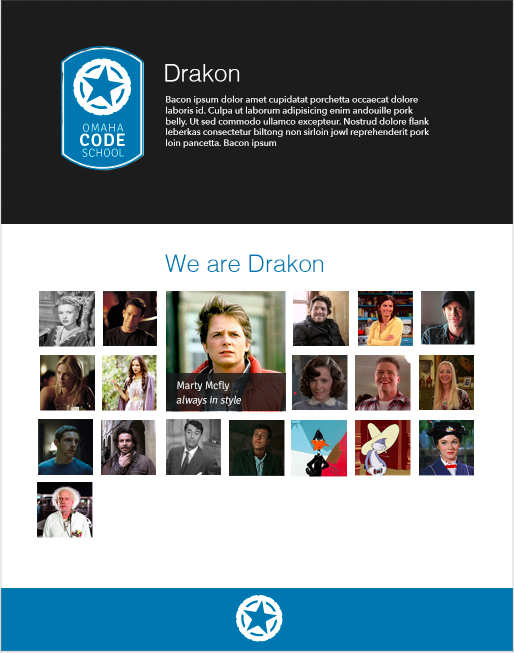 OMAHA
CODE
SCHOOL
Drakon
Bacon ipsum dolor amet cupidatat porchetta occaecat dolore
laboris id. Culpa ut laborum adipisicing enim andouille pork
belly. Ut sed commodo ullamco excepteur. Nostrud dolore flank
leberkas consectetur biltong non sirloin jowl reprehenderit pork
loin pancetta. Bacon ipsum
We are Drakon
Marty Mcfly
always in style